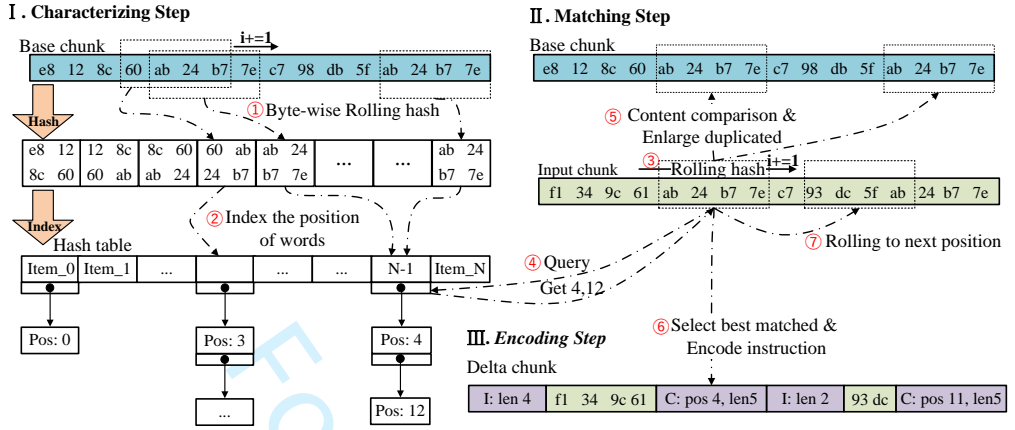 Ⅰ. Characterizing Step
Base chunk
i+=1
e8 12 8c 60 ab 24 b7 7e c7 98 db 5f ab 24 b7 7e
① Byte-wise Rolling hash
Hash
e8 12 12 8c 8c 60 60 ab ab 24 ... ... ab 24
8c 60 60 ab ab 24 24 b7 b7 7e b7 7e
② Index the position
of words
Index
Hash table
Item_0 Item_1 ... ... ... N-1 Item_N
Pos: 0 Pos: 3 Pos: 4
... Pos: 12
Ⅱ. Matching Step
Base chunk
e8 12 8c 60 ab 24 b7 7e c7 98 db 5f ab 24 b7 7e
⑤ Content comparison &
Enlarge duplicated
Input chunk
③ Rolling hash
i+=1
f1 34 9c 61 ab 24 b7 7e c7 93 dc 5f ab 24 b7 7e
⑦ Rolling to next position
④ Query
Get 4,12
⑥ Select best matched &
Encode instruction
Ⅲ. Encoding Step
Delta chunk
I: len 4 f1 34 9c 61 C: pos 4, len5 I: len 2 93 dc C: pos 11, len5